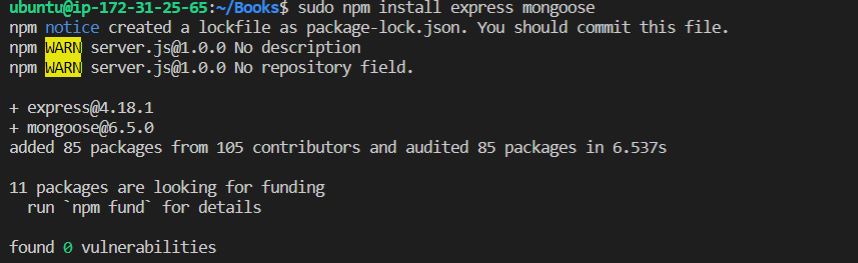 ubuntu@ip-172-31-25-65:~/Books$ sudo npm install express mongoose
npm notice created a lockfile as package-lock.json. You should commit this file.
npm WARN server.js@1.0.0 No description
npm WARN server.js@1.0.0 No repository field.
+ express@4.18.1
+ mongoose@6.5.0
added 85 packages from 105 contributors and audited 85 packages in 6.537s
11 packages are looking for funding
run `npm fund` for details
found 0 vulnerabilities